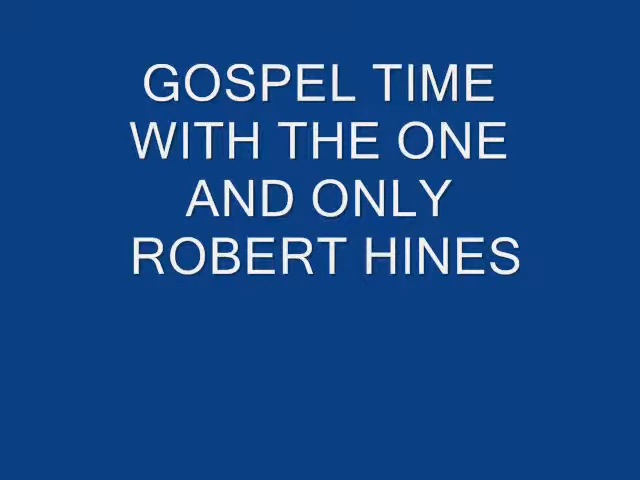 GOSPEL TIME
WITH THE ONE
AND ONLY
ROBERT HINES